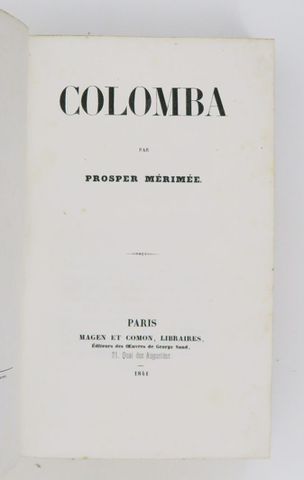 COLOMBA
PAR
PROSPER MÉRIMÉE.
PARIS
MAGEN ET COMON, LIBRAIRES,
Éditeurs des Œuvres de George Sand,
21, Quai des Augustins
1841